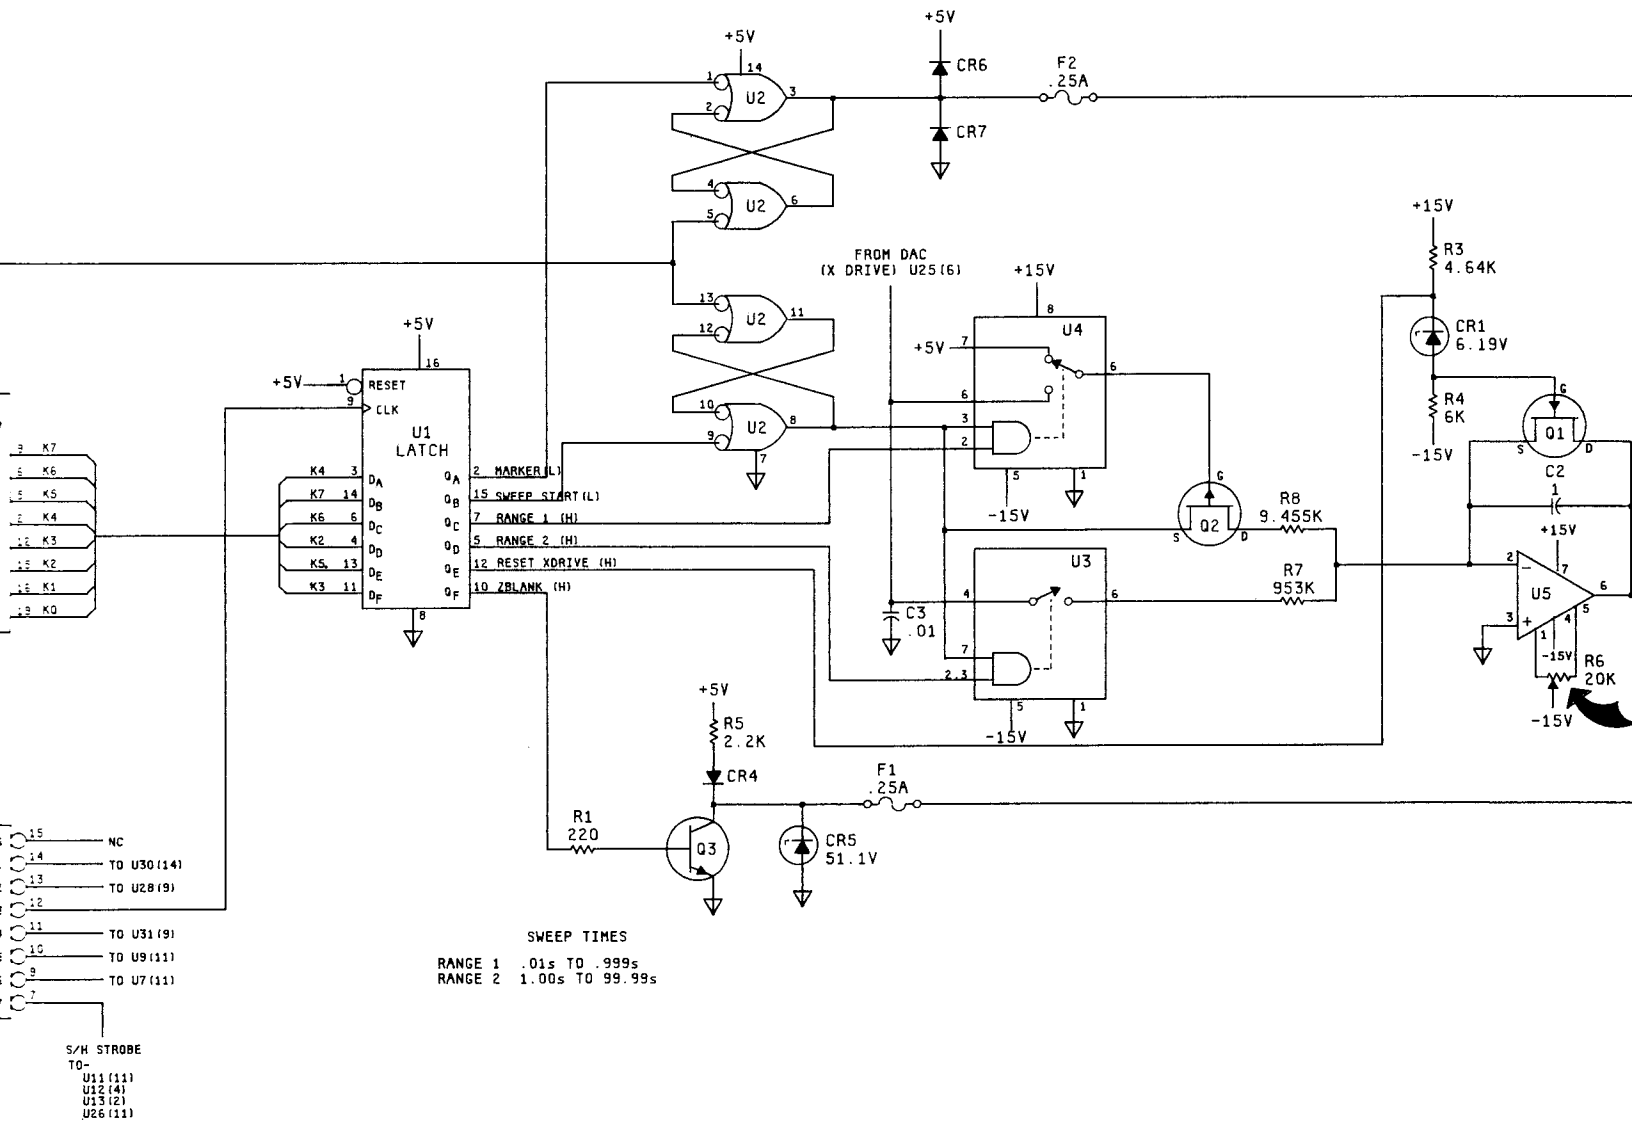 +5V
+5V
CR6
F2
.25A
14
1
U2
3
2
CR7
4
U2
6
5
+15V
FROM DAC
(X DRIVE) U25(6)
+15V
R3
4.64K
8
13
U2
11
12
U4
+5V
7
CR1
6.19V
+5V
16
6
G
+5V
1
RESET
9
CLK
6
R4
6K
Q1
S
D
10
U2
8
9
3
2
U1
LATCH
7
-15V
C2
1
K7
K6
K5
K4
12 K3
K2
K1
19 K0
K4 3 DA
QA 2 MARKER(L)
K7 14 DB
QB 15 SWEEP START(L)
K6 6 DC
QC 7 RANGE 1 (H)
K2 4 DD
QD 5 RANGE 2 (H)
K5. 13 DE
QE 12 RESET XDRIVE (H)
K3 11 DF
QF 10 ZBLANK (H)
8
5
1
-15V
G
Q2
S
D
R8
9.455K
+15V
U3
R7
953K
2
-
7
U5
6
3
+
1
4
5
-15V
4
6
C3
.01
7
2.3
5
1
-15V
R6
20K
-15V
+5V
R5
2.2K
CR4
F1
.25A
R1
220
Q3
CR5
51.1V
15 NC
14 TO U30(14)
13 TO U28(9)
12
11 TO U31(9)
10 TO U9(11)
9 TO U7(11)
7
SWEEP TIMES
RANGE 1 .01s TO .999s
RANGE 2 1.00s TO 99.99s
S/H STROBE
TO-
U11(11)
U12(4)
U13(2)
U26(11)